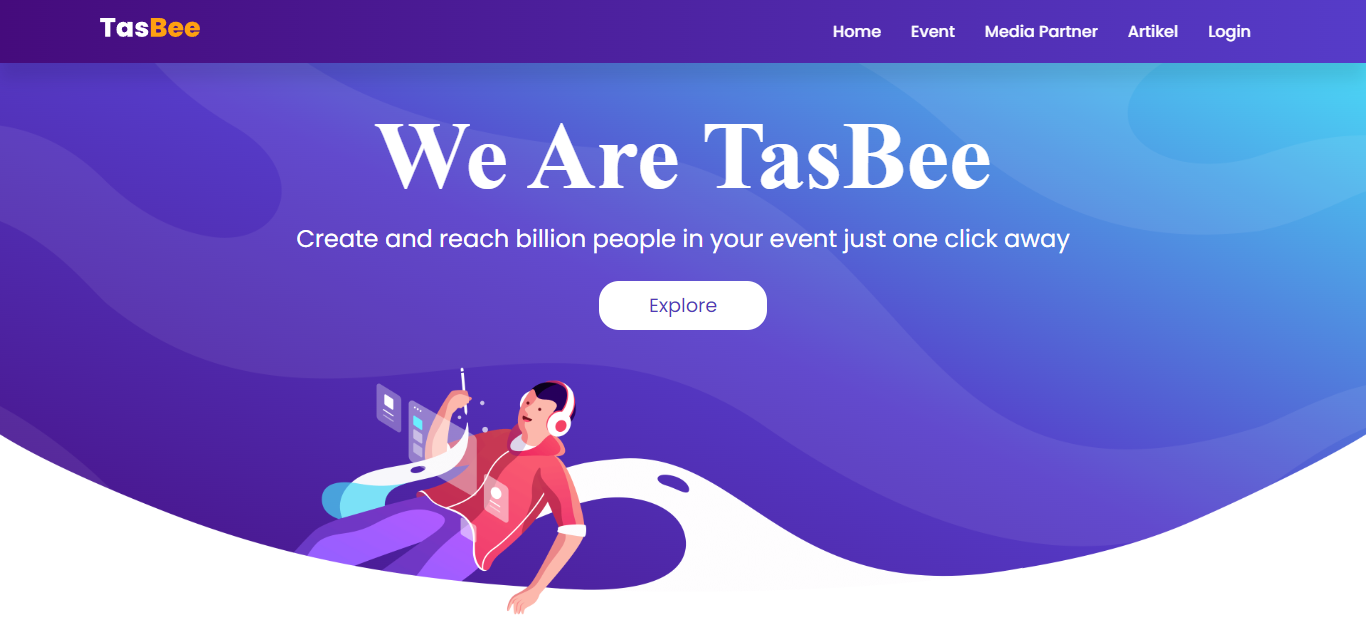 TasBee
Home Event Media Partner Artikel Login
We Are TasBee
Create and reach billion people in your event just one click away
Explore